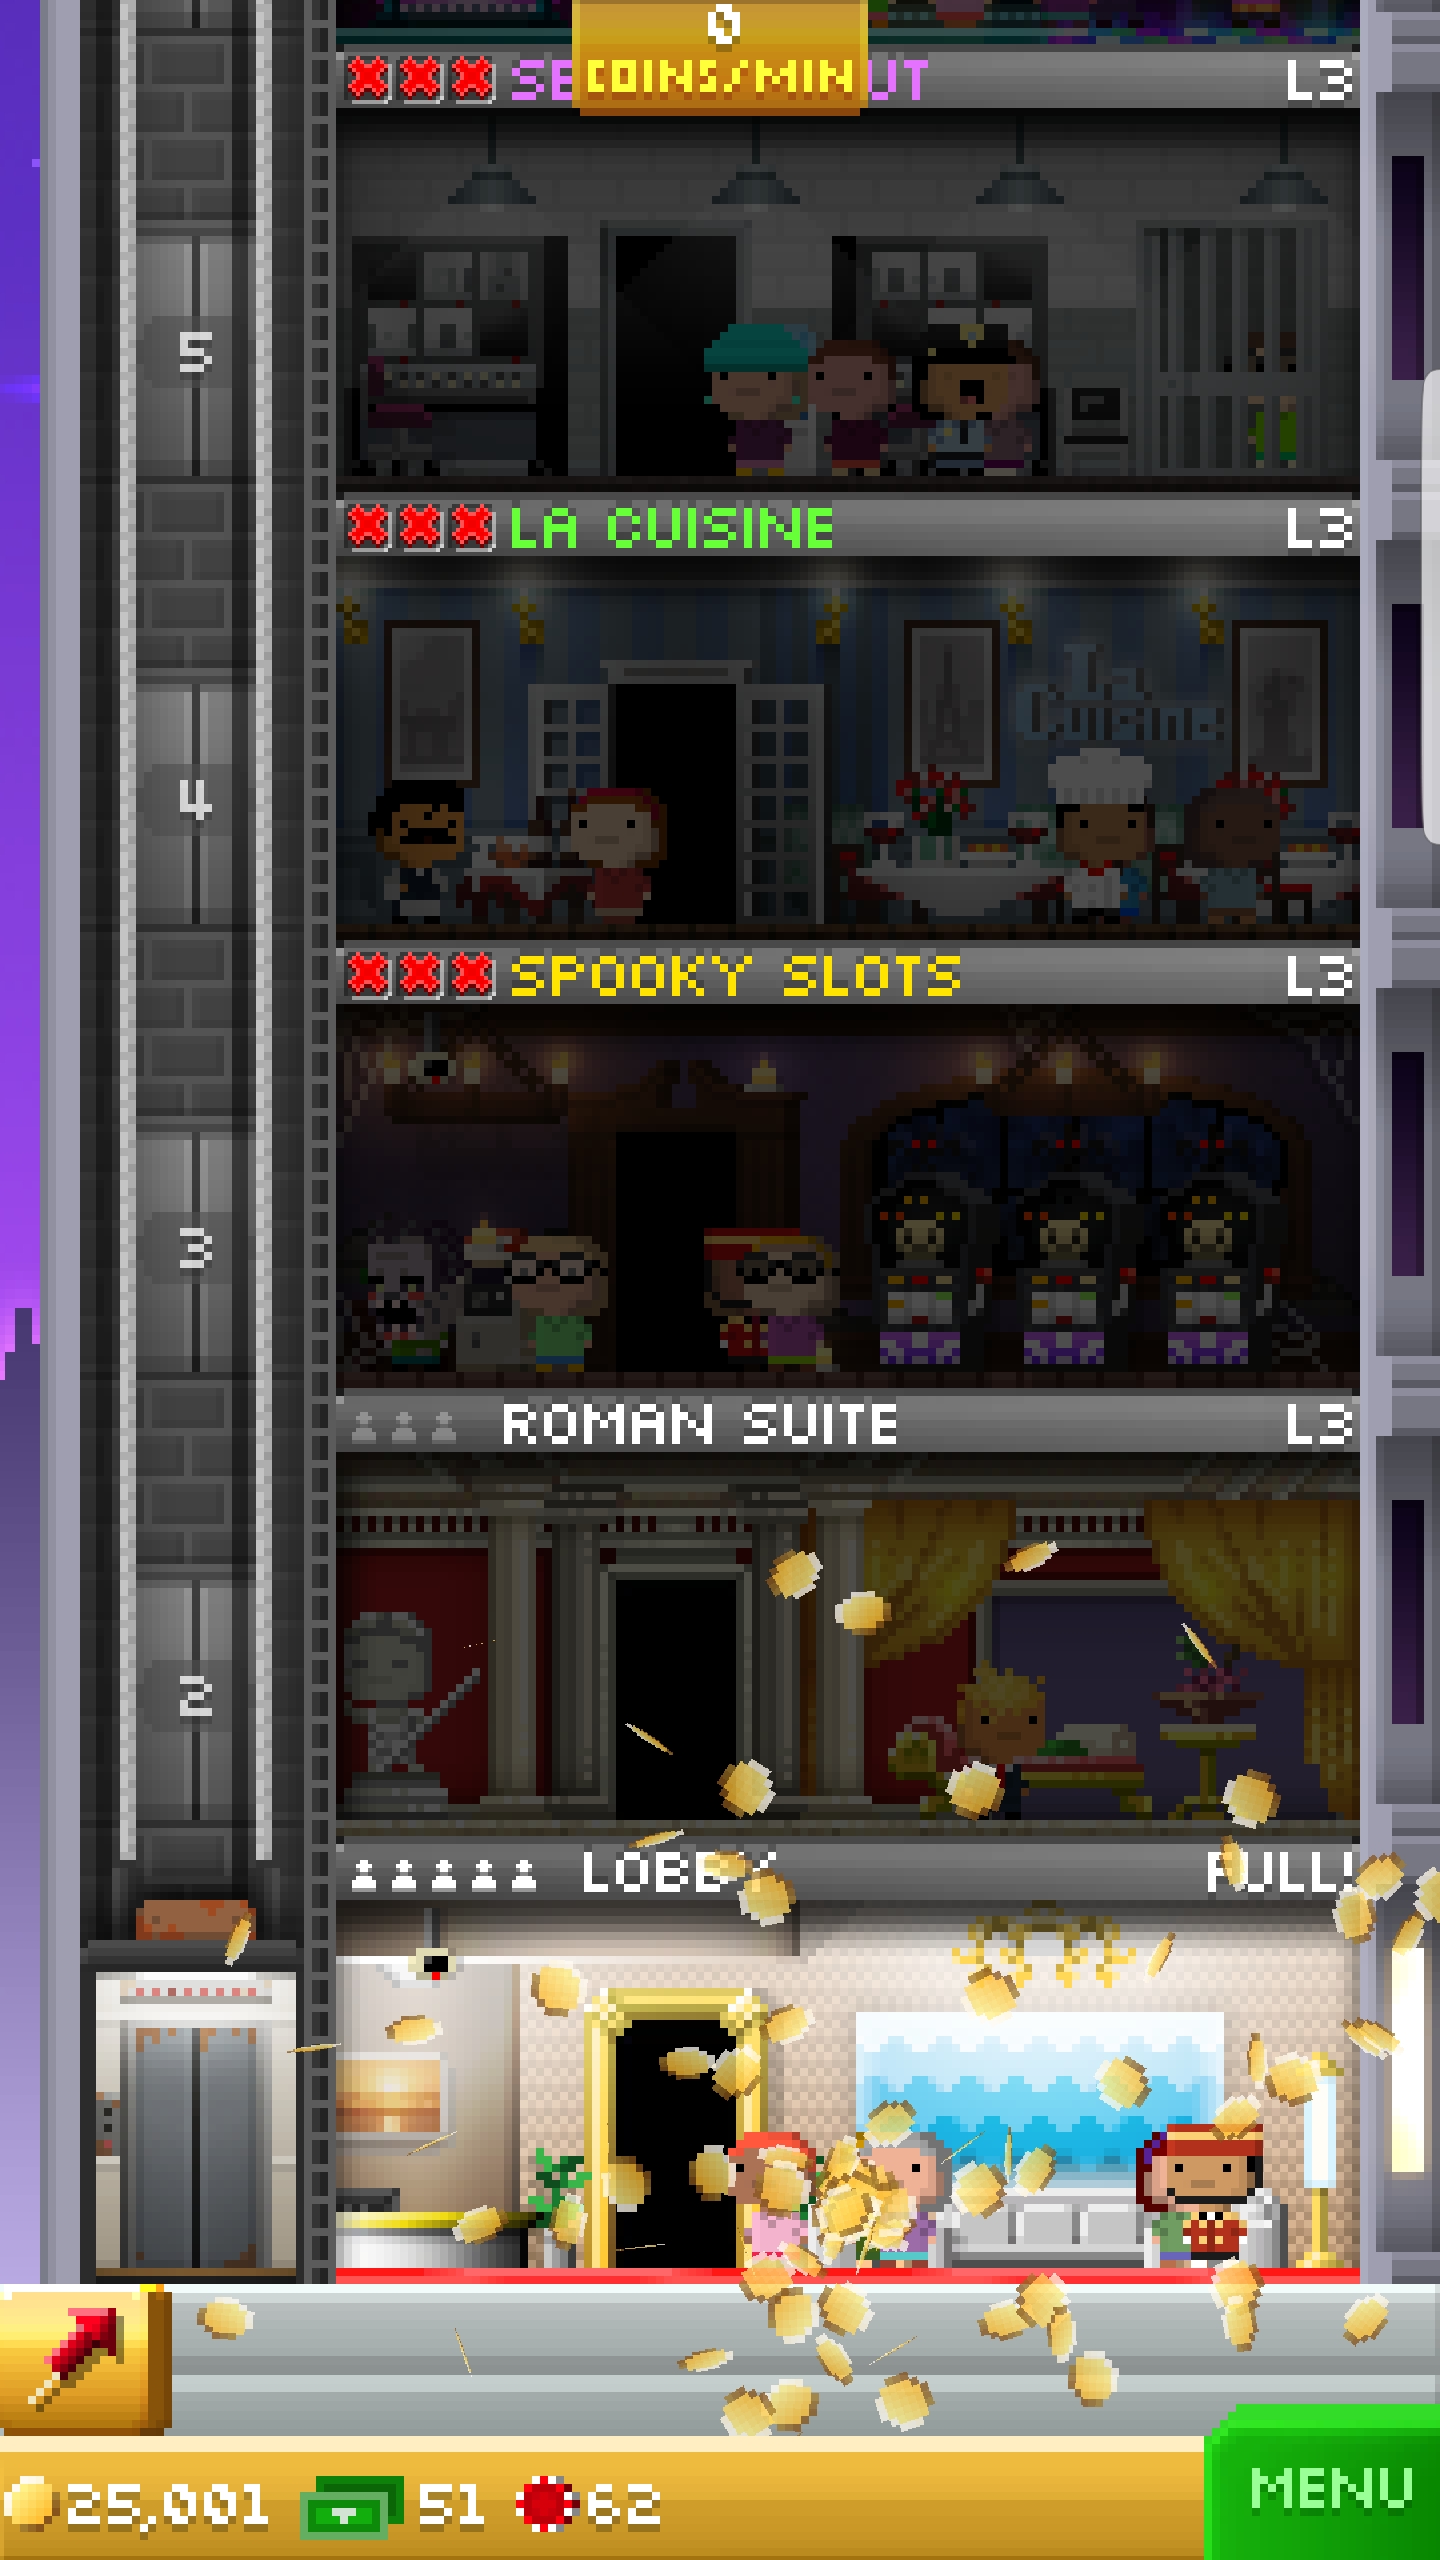 0
COINS/MIN
SE UT L3
5
LA CUISINE L3
La Cuisine
4
SPOOKY SLOTS L3
3
ROMAN SUITE L3
2
LOBBY FULL!
25,001 51 62
MENU